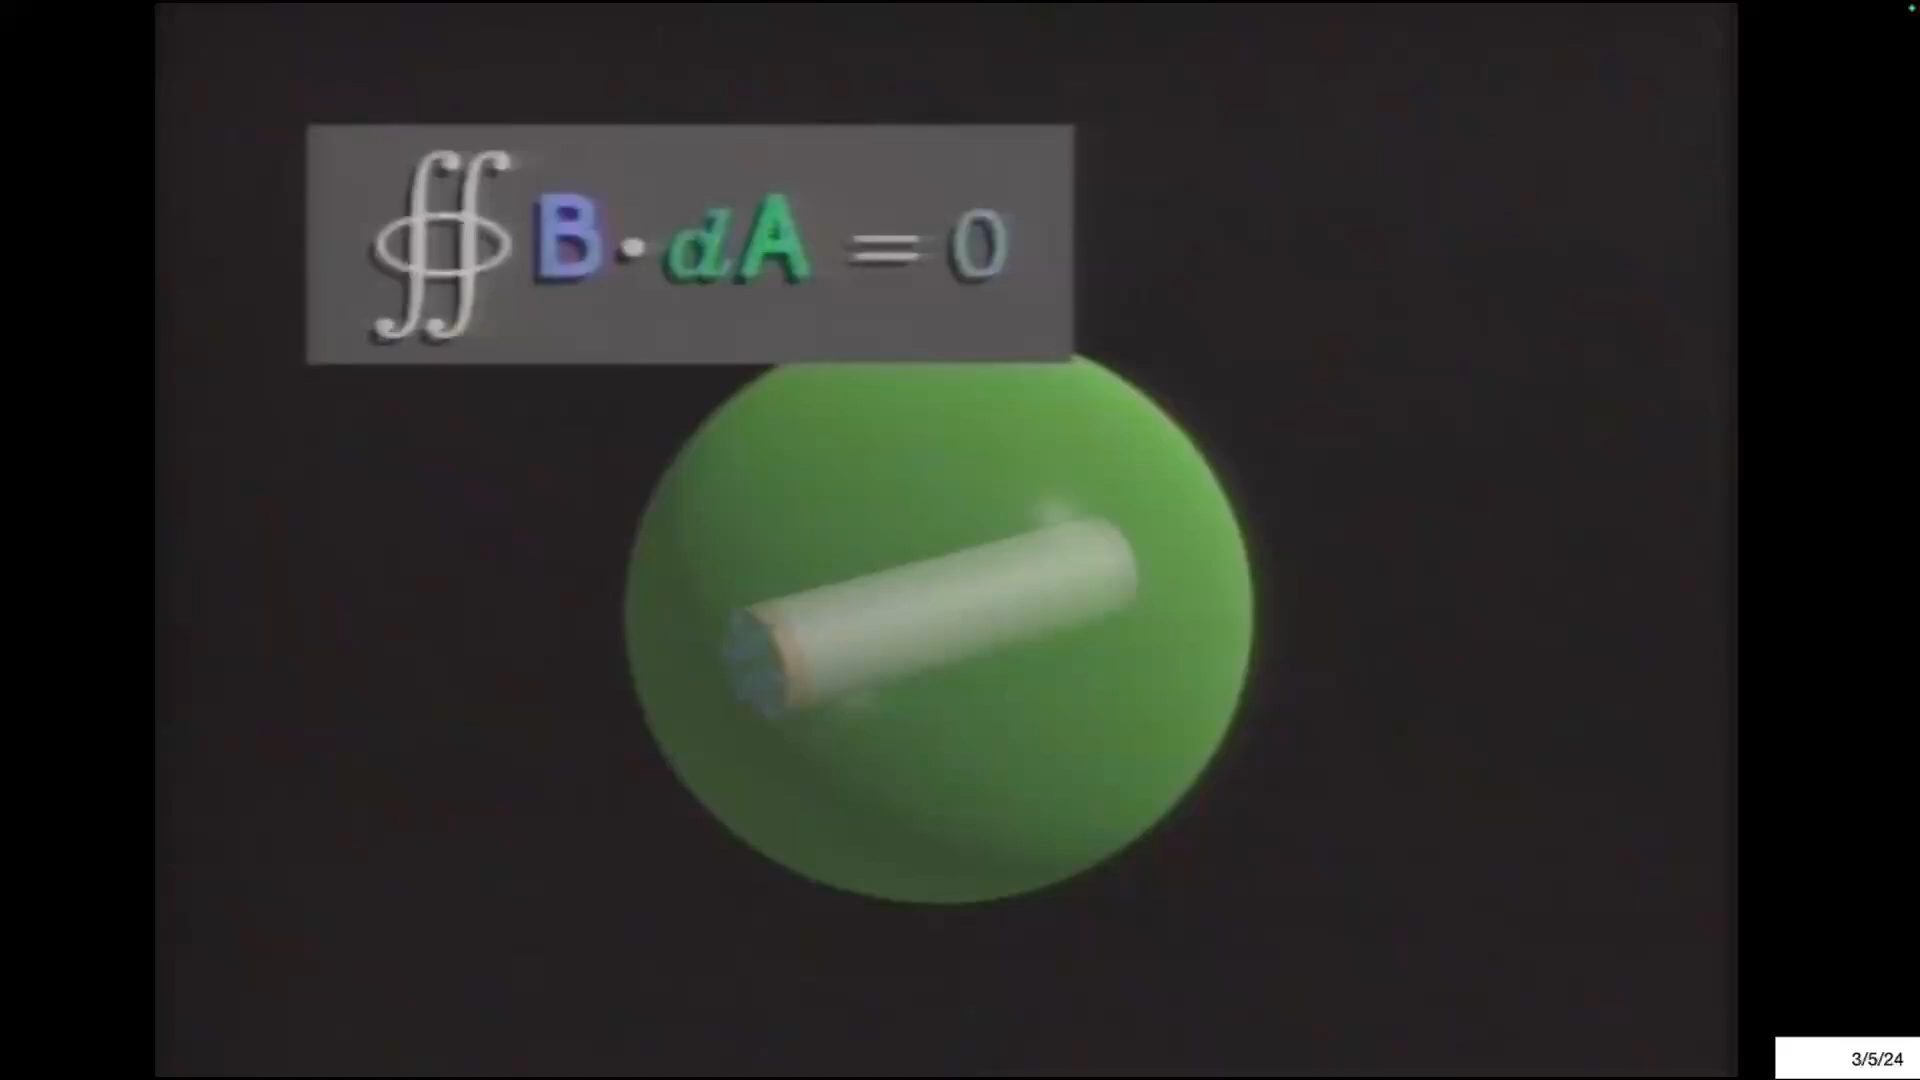 ∯ B · dA = 0
3/5/24